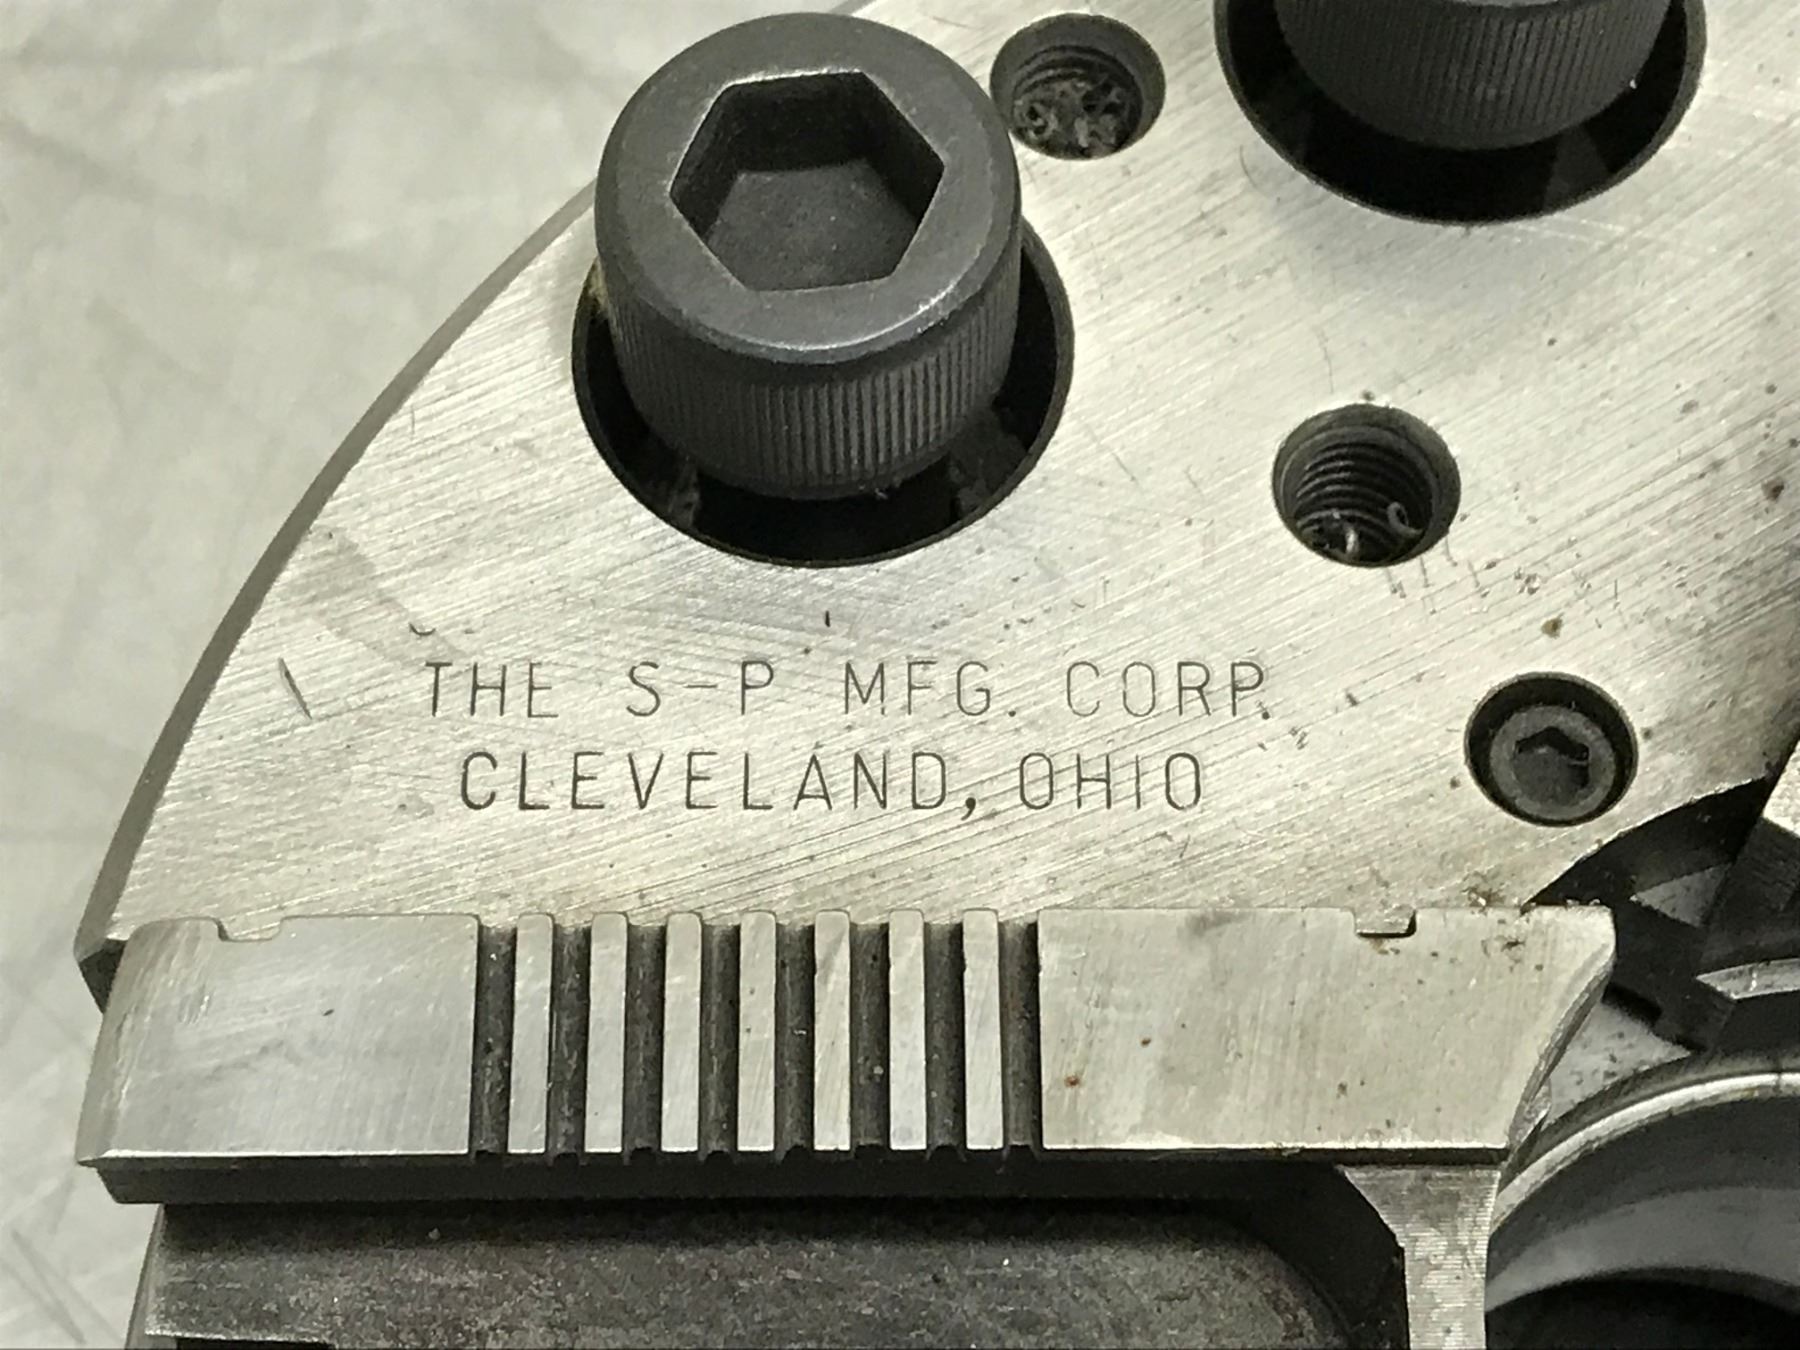 THE S-P MFG. CORP.
CLEVELAND, OHIO